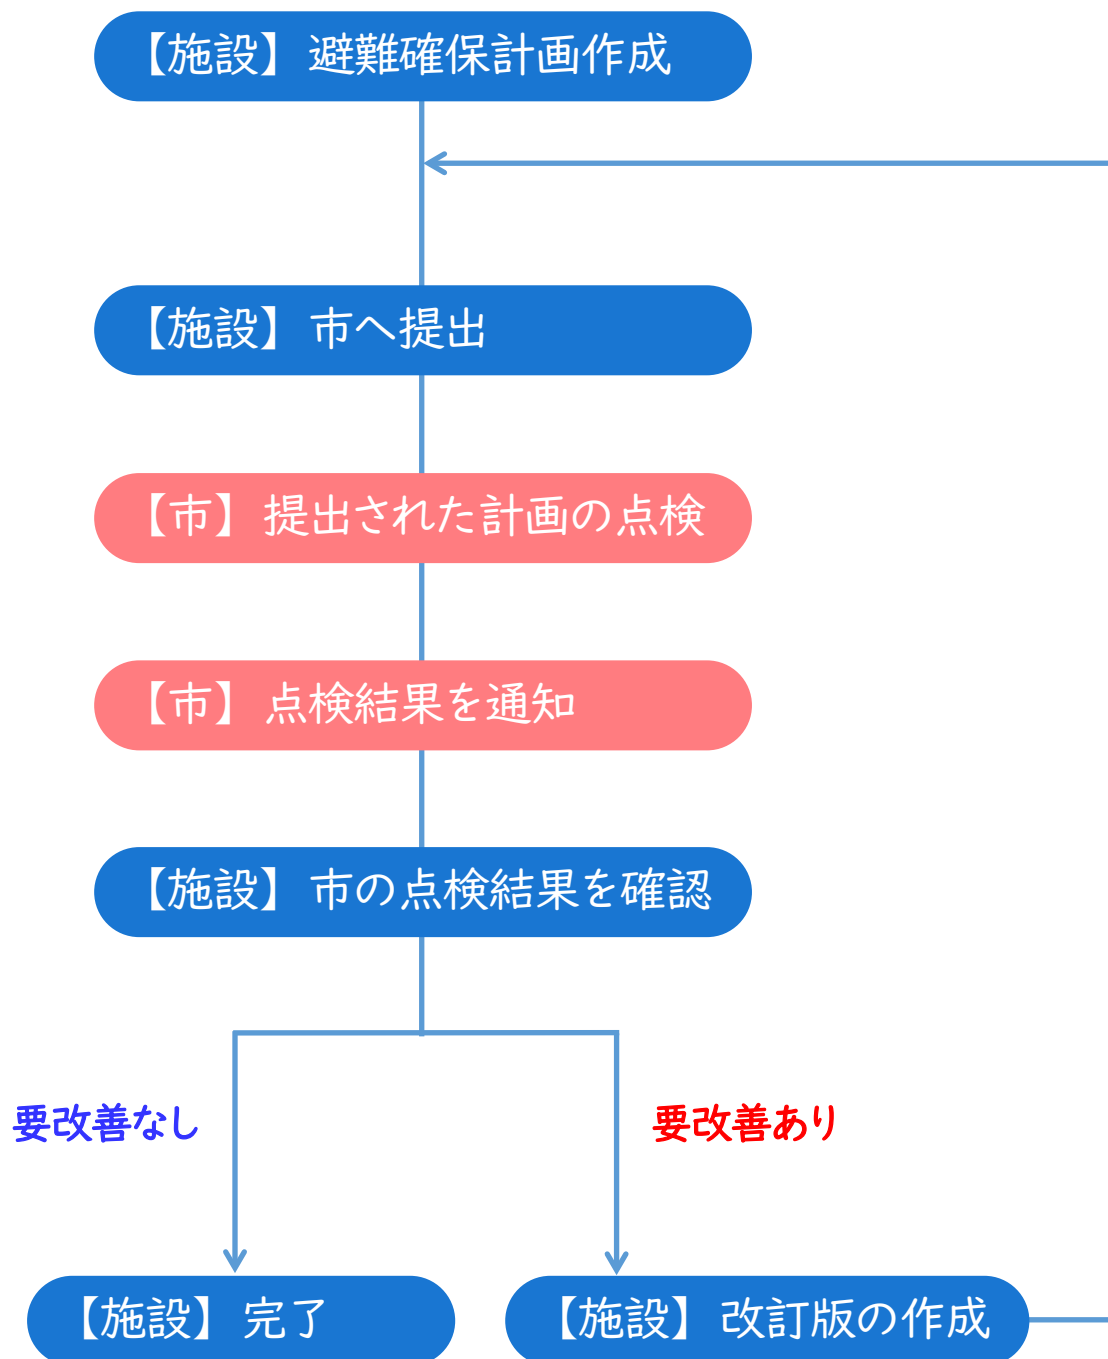 【施設】避難確保計画作成
【施設】市へ提出
【市】提出された計画の点検
【市】点検結果を通知
【施設】市の点検結果を確認
要改善なし
要改善あり
【施設】完了
【施設】改訂版の作成